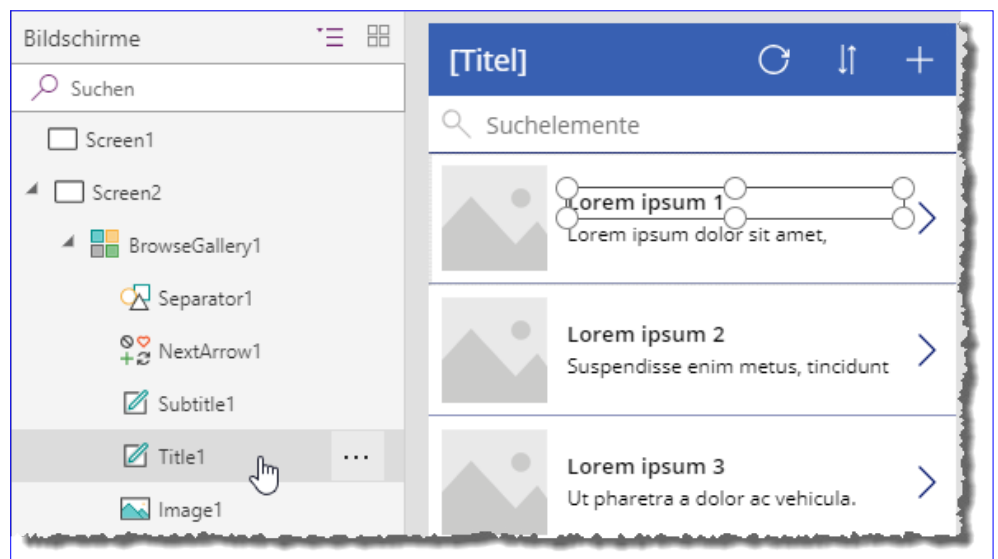 Bildschirme
Suchen
Screen1
Screen2
BrowseGallery1
Separator1
NextArrow1
Subtitle1
Title1
Image1
[Titel]
Suchelemente
Lorem ipsum 1
Lorem ipsum dolor sit amet,
Lorem ipsum 2
Suspendisse enim metus, tincidunt
Lorem ipsum 3
Ut pharetra a dolor ac vehicula.